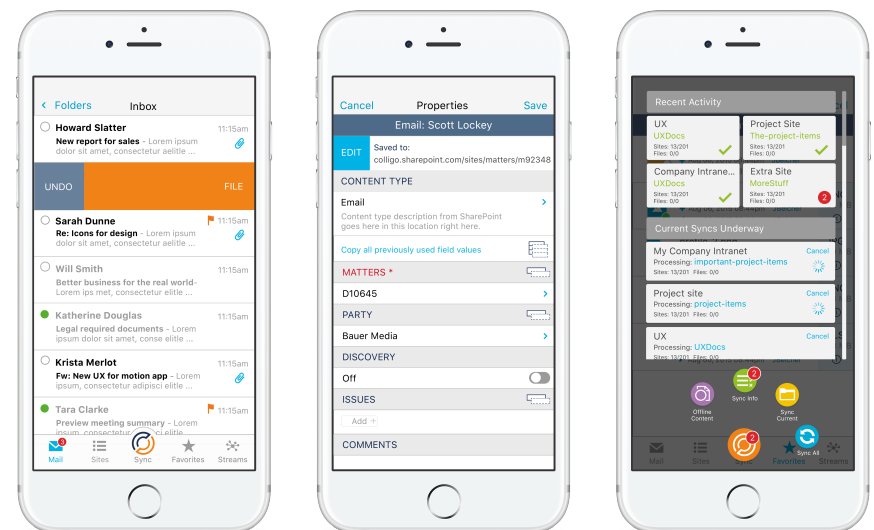 Folders
Inbox
Howard Slatter
11:15am
New report for sales - Lorem ipsum
dolor sit amet, consectetur aelitle ...
UNDO
FILE
Sarah Dunne
11:15am
Re: Icons for design - Lorem ipsum
dolor sit amet, consectetur elitle ...
Will Smith
11:15am
Better business for the real world-
Lorem ips met, consectetur elitle ...
Katherine Douglas
11:15am
Legal required documents - Lorem
ipsum dolor sit amet, conse elitle ...
Krista Merlot
11:15am
Fw: New UX for motion app - Lorem
ipsum, consectetur adipisci elitle ...
Tara Clarke
11:15am
Preview meeting summary - Lorem
3
Mail
Sites
Sync
Favorites
Streams
Cancel
Properties
Save
Email: Scott Lockey
EDIT
Saved to:
colligo.sharepoint.com/sites/matters/m92348
CONTENT TYPE
Email
Content type description from SharePoint
goes here in this location right here.
Copy all previously used field values
MATTERS *
D10645
PARTY
Bauer Media
DISCOVERY
Off
ISSUES
Add +
COMMENTS
Recent Activity
UX
UXDocs
Sites: 13/201
Files: 0/0
Project Site
The-project-items
Sites: 13/201
Files: 0/0
Company Intrane...
UXDocs
Sites: 13/201
Files: 0/0
Extra Site
MoreStuff
Sites: 13/201
Files: 0/0
2
Current Syncs Underway
My Company Intranet
Cancel
Processing: important-project-items
Sites: 13/201 Files: 0/0
Project site
Cancel
Processing: project-items
Sites: 13/201 Files: 0/0
UX
Cancel
Processing: UXDocs
Sites: 13/201 Files: 0/0
2
Sync Info
Offline
Content
Sync
Current
2
Sync All
Mail
Sites
Sync
Favorites
Streams